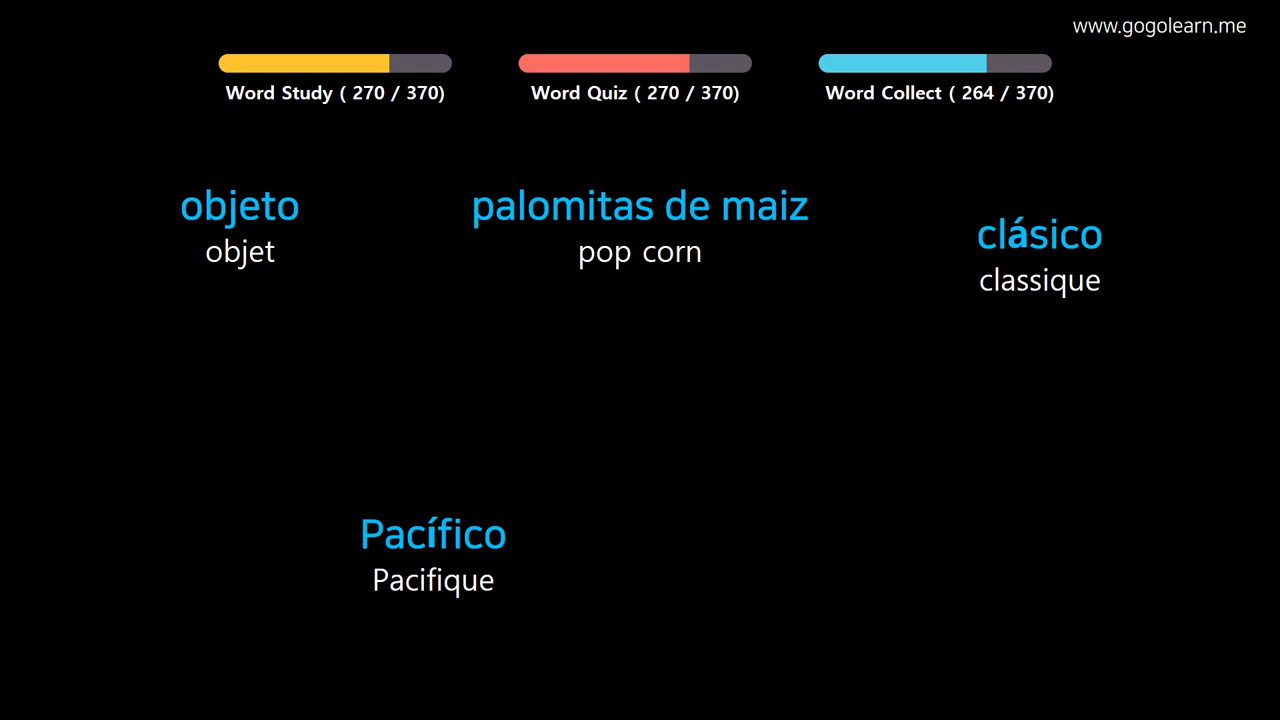 www.gogolearn.me
Word Study ( 270 / 370)
Word Quiz ( 270 / 370)
Word Collect ( 264 / 370)
objeto
objet
palomitas de maiz
pop corn
clásico
classique
Pacífico
Pacifique